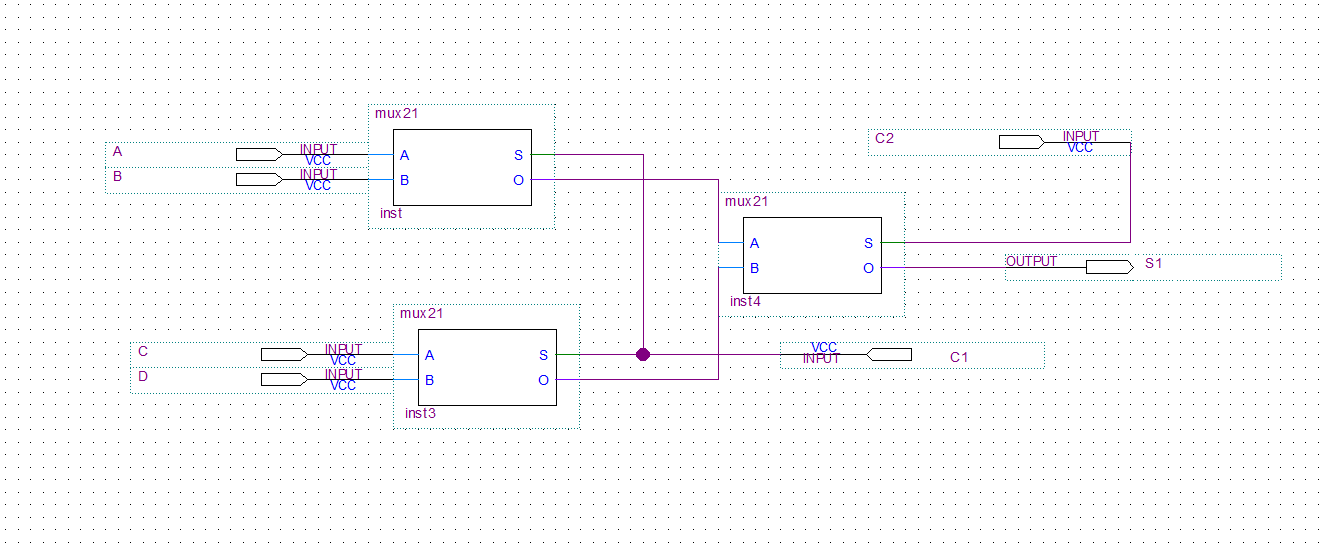 mux21
A
INPUT
VCC
A
S
B
INPUT
VCC
B
O
inst
C2
INPUT
VCC
mux21
A
S
B
O
inst4
OUTPUT
S1
mux21
C
INPUT
VCC
A
S
D
INPUT
VCC
B
O
inst3
VCC
INPUT
C1